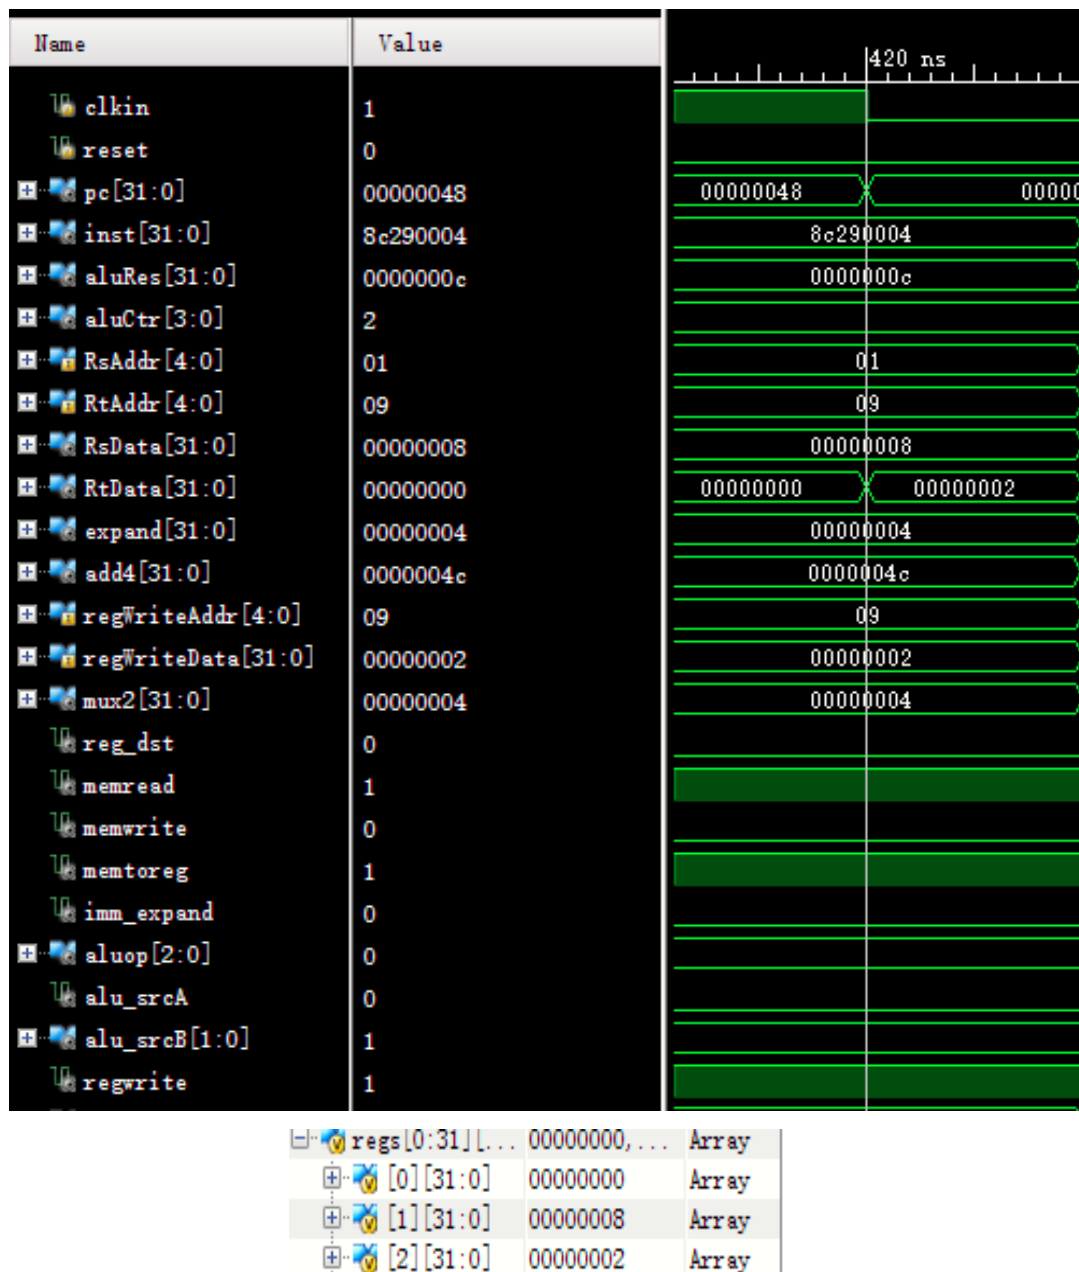 Name Value
420 ns
clkin 1
reset 0
pc[31:0] 00000048 00000048 00000
inst[31:0] 8c290004 8c290004
aluRes[31:0] 0000000c 0000000c
aluCtr[3:0] 2
RsAddr[4:0] 01 01
RtAddr[4:0] 09 09
RsData[31:0] 00000008 00000008
RtData[31:0] 00000000 00000000 00000002
expand[31:0] 00000004 00000004
add4[31:0] 0000004c 0000004c
regWriteAddr[4:0] 09 09
regWriteData[31:0] 00000002 00000002
mux2[31:0] 00000004 00000004
reg_dst 0
memread 1
memwrite 0
memtoreg 1
imm_expand 0
aluop[2:0] 0
alu_srcA 0
alu_srcB[1:0] 1
regwrite 1
regs[0:31][... 00000000,... Array
[0][31:0] 00000000 Array
[1][31:0] 00000008 Array
[2][31:0] 00000002 Array